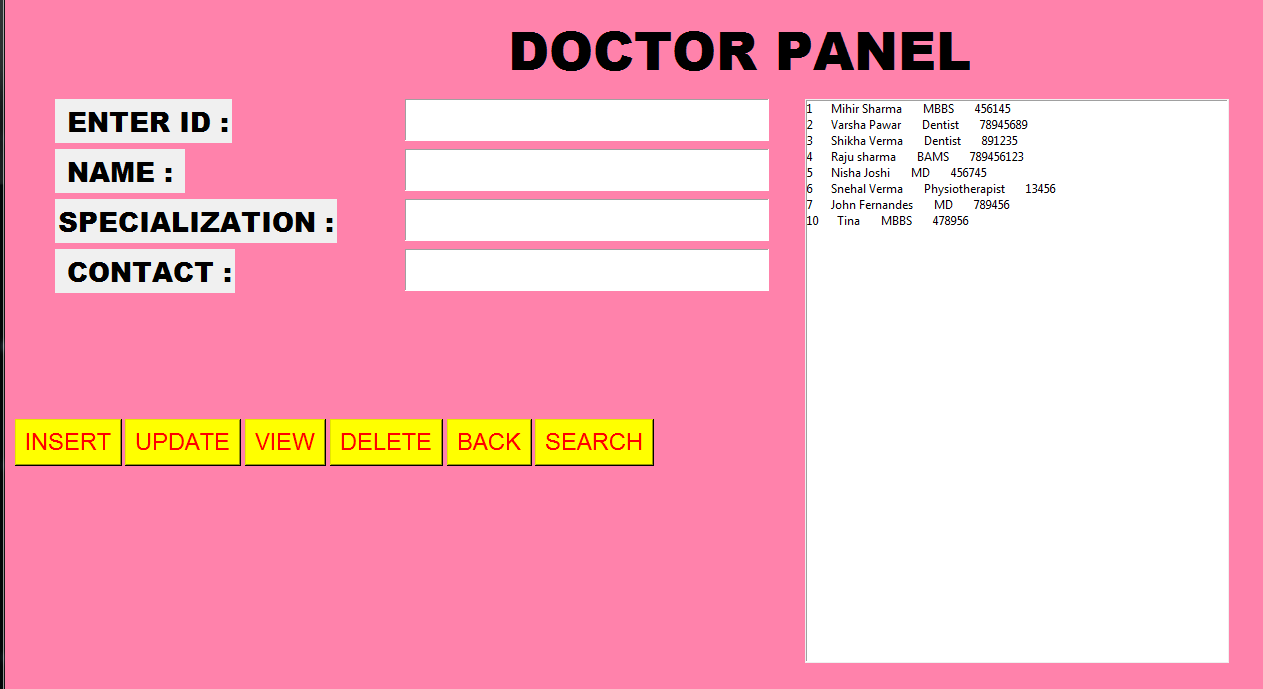 DOCTOR PANEL
ENTER ID :
NAME :
SPECIALIZATION :
CONTACT :
1 Mihir Sharma MBBS 456145
2 Varsha Pawar Dentist 78945689
3 Shikha Verma Dentist 891235
4 Raju sharma BAMS 789456123
5 Nisha Joshi MD 456745
6 Snehal Verma Physiotherapist 13456
7 John Fernandes MD 789456
10 Tina MBBS 478956
INSERT UPDATE VIEW DELETE BACK SEARCH